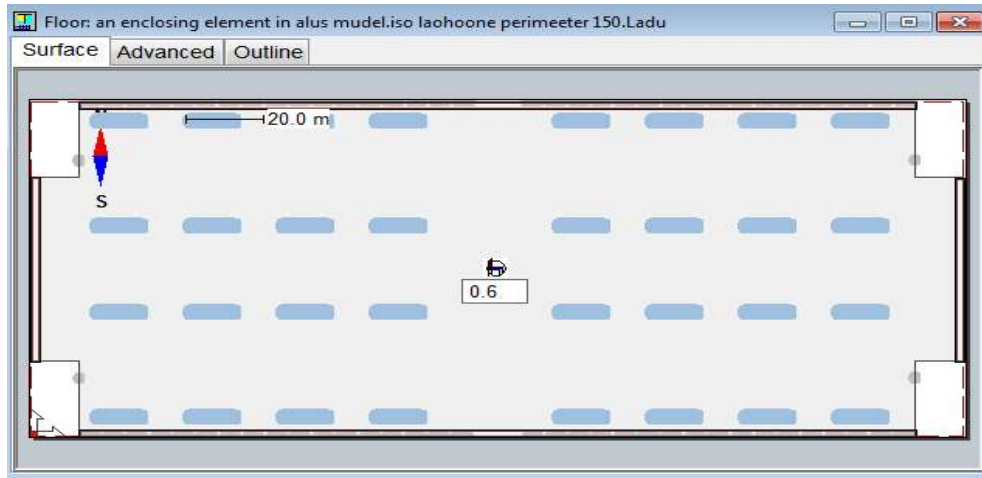 Floor: an enclosing element in alus mudel.iso laohoone perimeeter 150.Ladu
Surface Advanced Outline
20.0 m
S
0.6